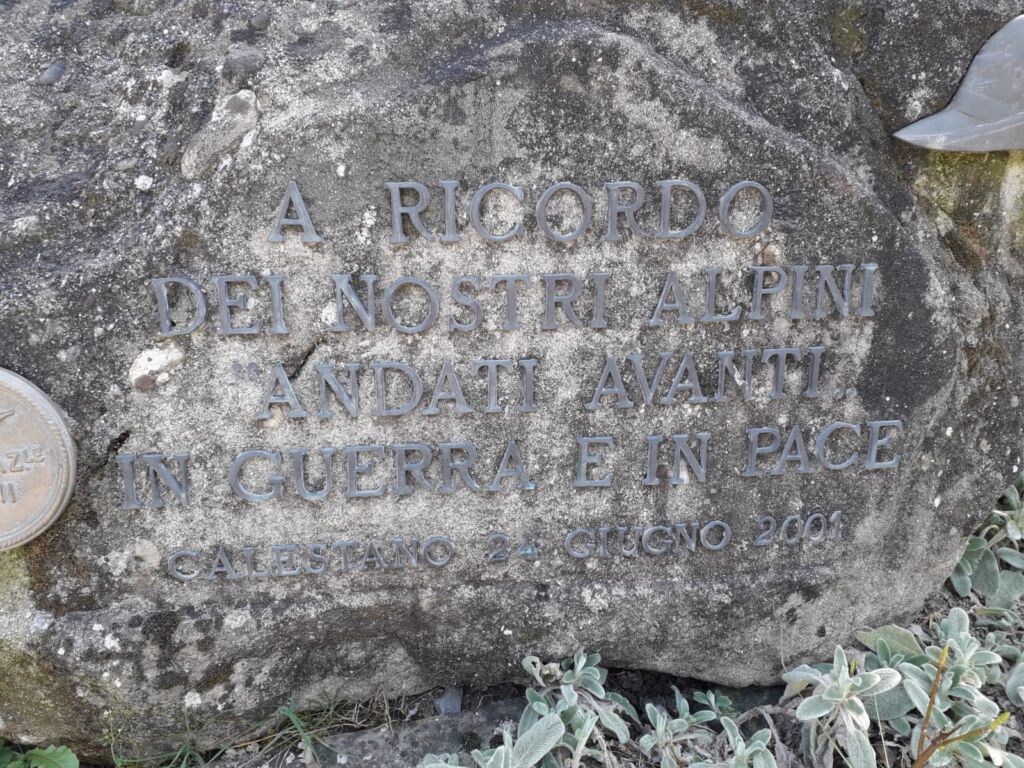 A RICORDO
DEI NOSTRI ALPINI
"ANDATI AVANTI„
IN GUERRA E IN PACE
CALESTANO 24 GIUGNO 2001